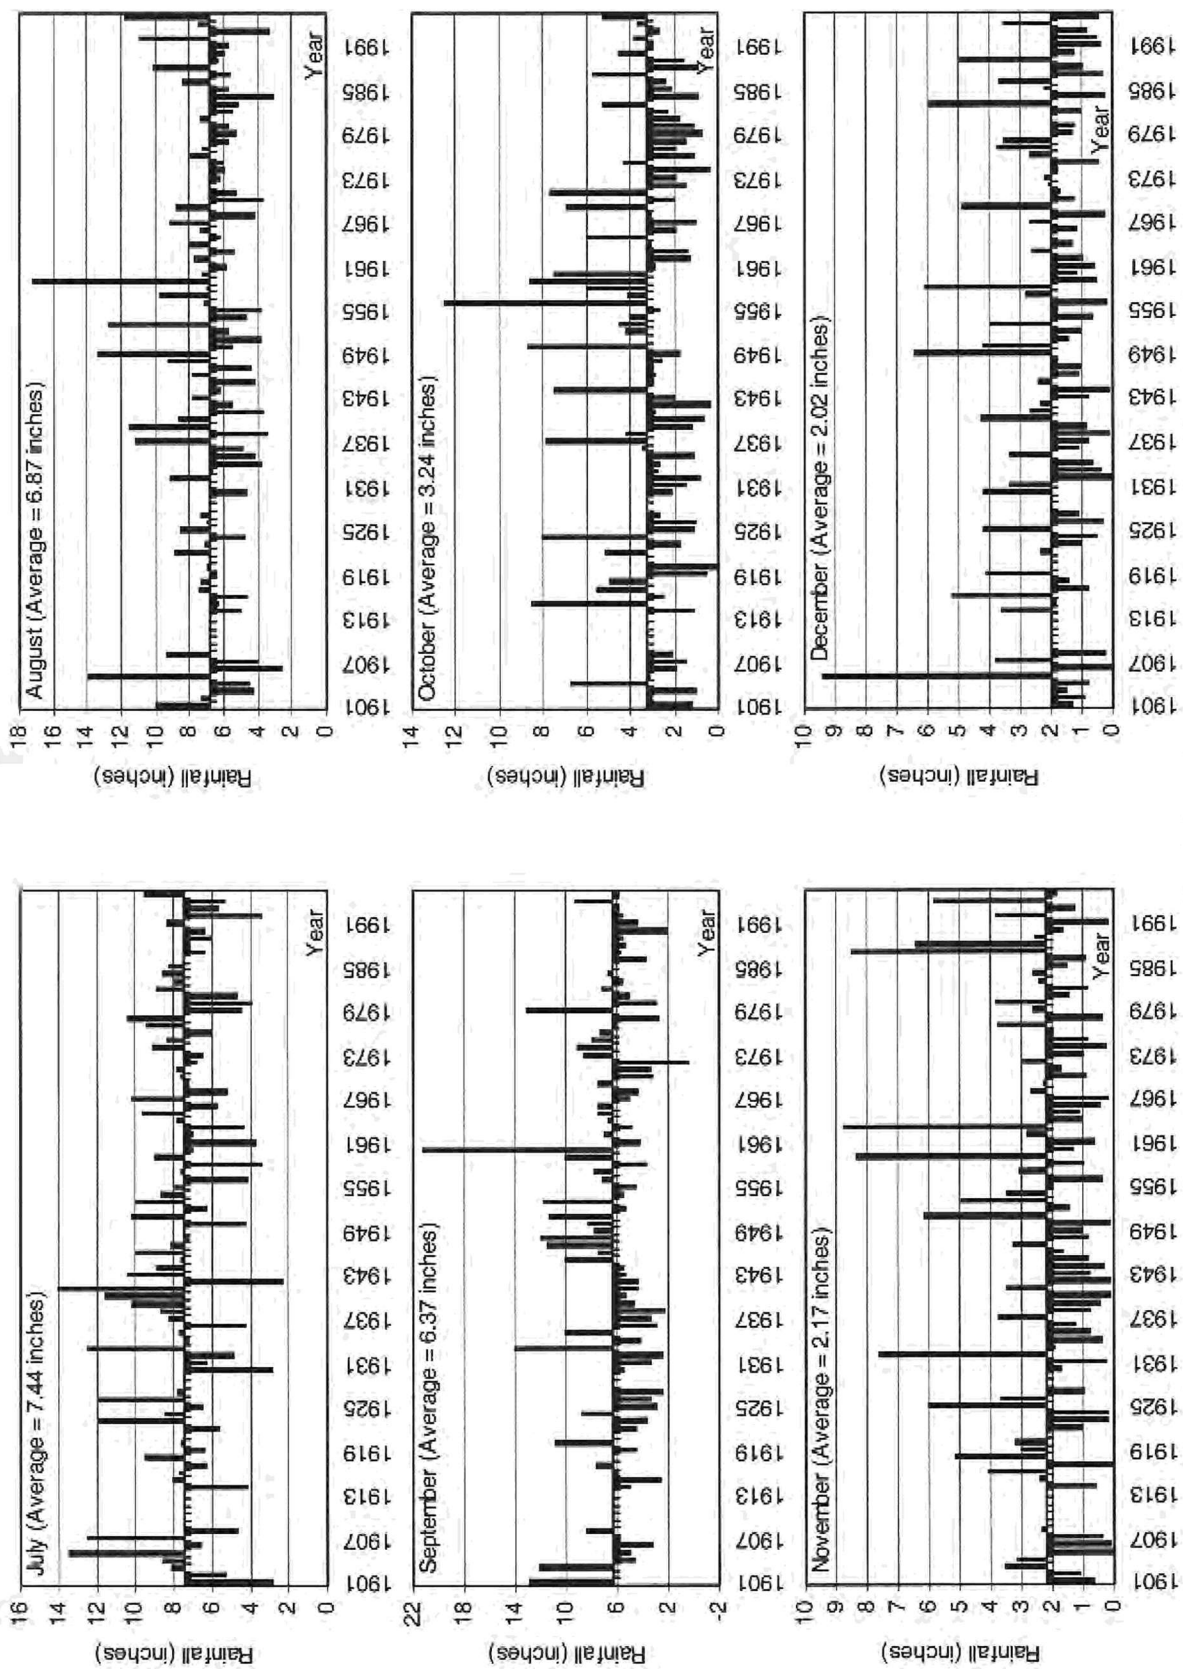 July (Average = 7.44 inches)
Rainfall (inches)
16
14
12
10
8
6
4
2
0
Year
1901 1907 1913 1919 1925 1931 1937 1943 1949 1955 1961 1967 1973 1979 1985 1991
August (Average = 6.87 inches)
Rainfall (inches)
18
16
14
12
10
8
6
4
2
0
Year
1901 1907 1913 1919 1925 1931 1937 1943 1949 1955 1961 1967 1973 1979 1985 1991
September (Average = 6.37 inches)
Rainfall (inches)
22
18
14
10
6
2
-2
Year
1901 1907 1913 1919 1925 1931 1937 1943 1949 1955 1961 1967 1973 1979 1985 1991
October (Average = 3.24 inches)
Rainfall (inches)
14
12
10
8
6
4
2
0
Year
1901 1907 1913 1919 1925 1931 1937 1943 1949 1955 1961 1967 1973 1979 1985 1991
November (Average = 2.17 inches)
Rainfall (inches)
10
9
8
7
6
5
4
3
2
1
0
Year
1901 1907 1913 1919 1925 1931 1937 1943 1949 1955 1961 1967 1973 1979 1985 1991
December (Average = 2.02 inches)
Rainfall (inches)
10
9
8
7
6
5
4
3
2
1
0
Year
1901 1907 1913 1919 1925 1931 1937 1943 1949 1955 1961 1967 1973 1979 1985 1991